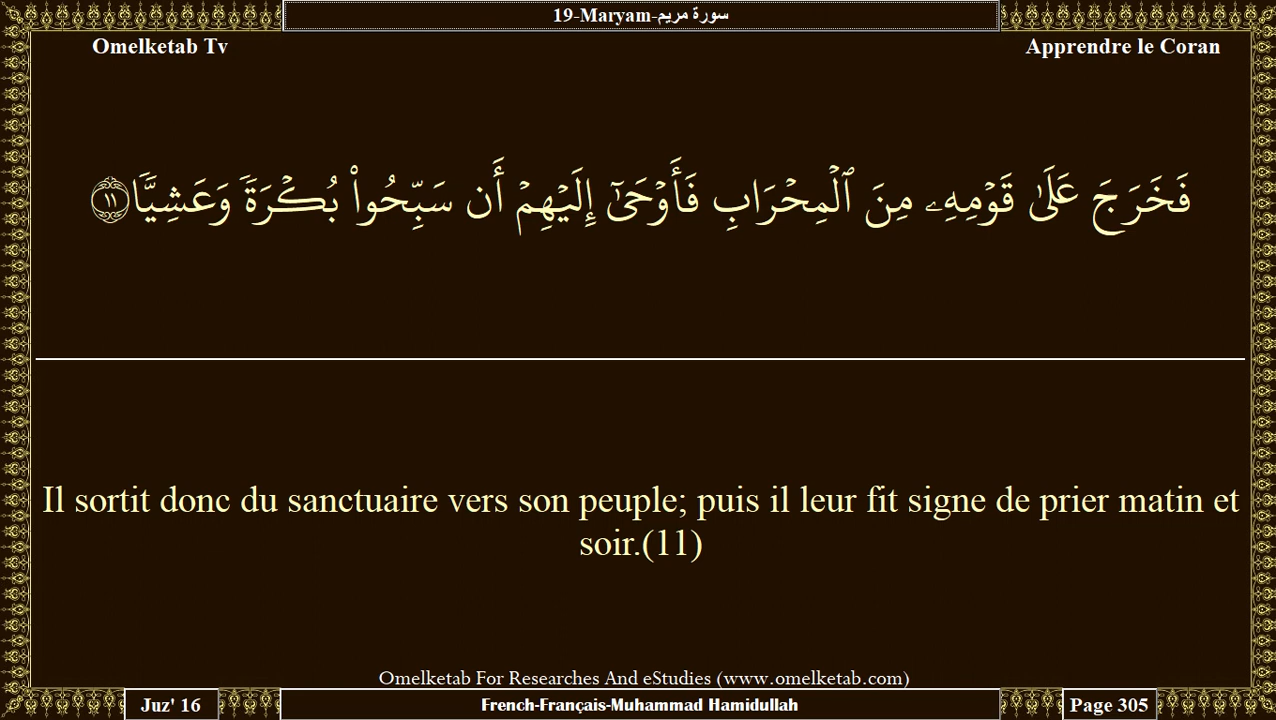 19-Maryam-سورة مريم
Omelketab Tv
Apprendre le Coran
فَخَرَجَ عَلَىٰ قَوْمِهِۦ مِنَ ٱلْمِحْرَابِ فَأَوْحَىٰٓ إِلَيْهِمْ أَن سَبِّحُوا۟ بُكْرَةً وَعَشِيًّا ١١
Il sortit donc du sanctuaire vers son peuple; puis il leur fit signe de prier matin et
soir.(11)
Omelketab For Researches And eStudies (www.omelketab.com)
Juz' 16
French-Français-Muhammad Hamidullah
Page 305